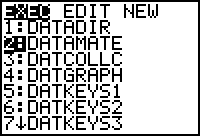 EXEC EDIT NEW
1:DATADIR
2:DATAMATE
3:DATCOLLC
4:DATGRAPH
5:DATKEYS1
6:DATKEYS2
7↓DATKEYS3